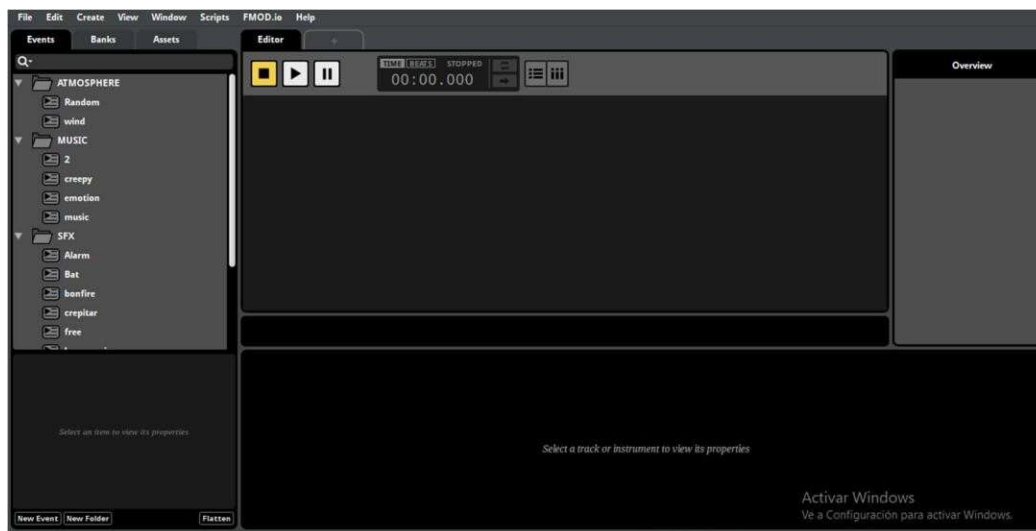 File Edit Create View Window Scripts FMOD.io Help
Events Banks Assets
Editor +
TIME BEATS STOPPED
00:00.000
Overview
ATMOSPHERE
Random
wind
MUSIC
2
creepy
emotion
music
SFX
Alarm
Bat
bonfire
crepitar
free
Select an item to view its properties
Select a track or instrument to view its properties
New Event New Folder Flatten
Activar Windows
Ve a Configuración para activar Windows.